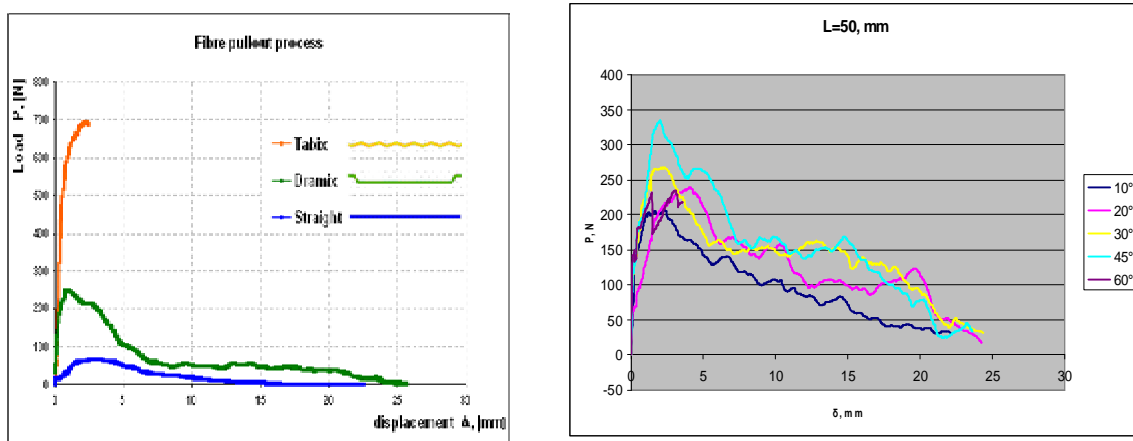 Fibre pullout process
Load P, [N]
800
700
600
500
400
300
200
100
0
Tabix
Dramix
Straight
0 5 10 15 20 25 30
displacement Δ, [mm]
L=50, mm
P, N
400
350
300
250
200
150
100
50
0
-50
0 5 10 15 20 25 30
δ, mm
10°
20°
30°
45°
60°